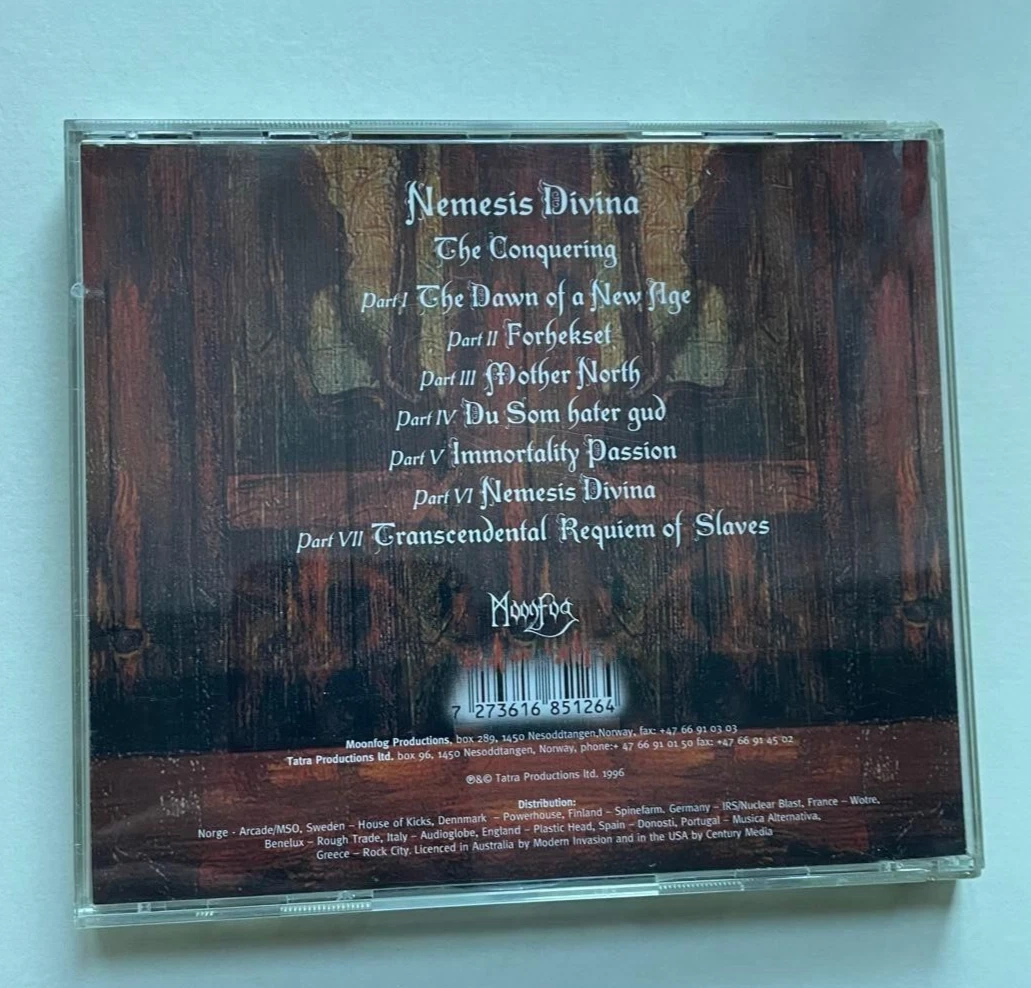 Nemesis Divina
The Conquering
Part I The Dawn of a New Age
Part II Forhekset
Part III Mother North
Part IV Du Som hater gud
Part V Immortality Passion
Part VI Nemesis Divina
Part VII Transcendental Requiem of Slaves
Moonfog
7 273616 851264
Moonfog Productions, box 289, 1450 Nesoddtangen,Norway, fax: +47 66 91 03 03
Tatra Productions ltd. box 96, 1450 Nesoddtangen, Norway, phone:+ 47 66 91 01 50 fax: +47 66 91 45 02
℗&© Tatra Productions ltd. 1996
Distribution:
Norge - Arcade/MSO, Sweden – House of Kicks, Dennmark – Powerhouse, Finland – Spinefarm, Germany – IRS/Nuclear Blast, France – Wotre,
Benelux – Rough Trade, Italy – Audioglobe, England – Plastic Head, Spain – Donosti, Portugal – Musica Alternativa,
Greece – Rock City. Licenced in Australia by Modern Invasion and in the USA by Century Media